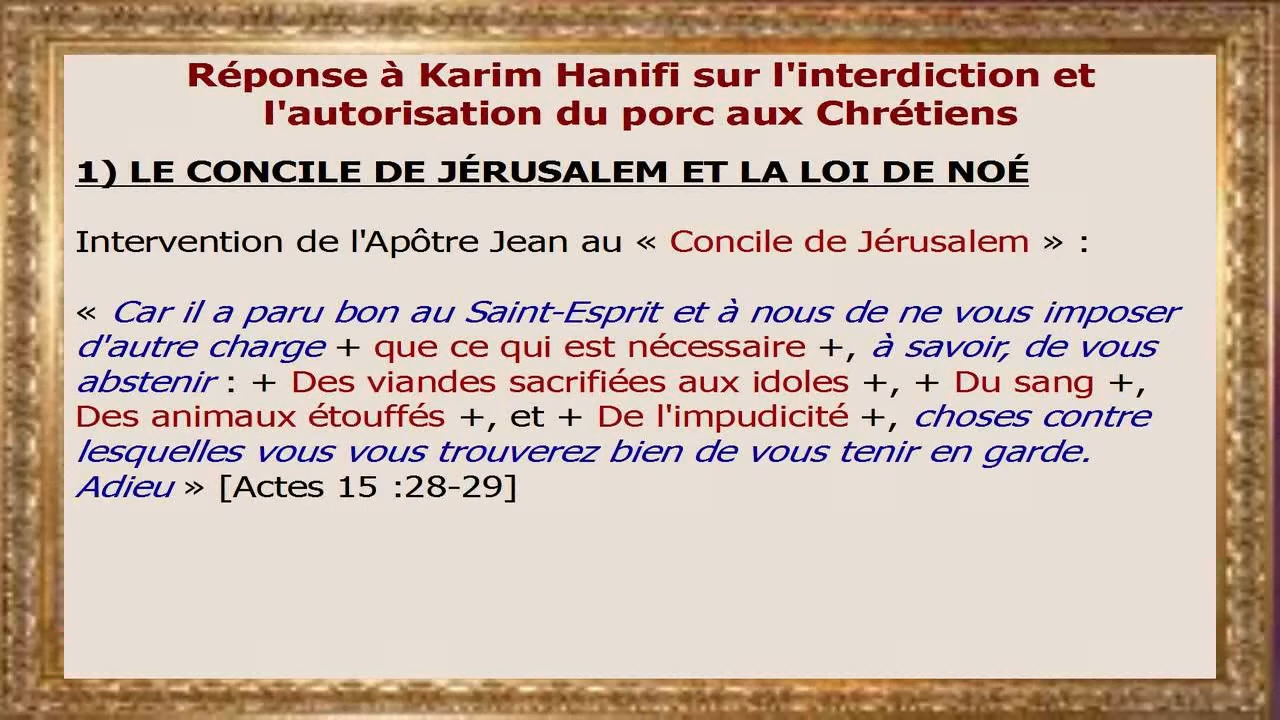 Réponse à Karim Hanifi sur l'interdiction et
l'autorisation du porc aux Chrétiens
1) LE CONCILE DE JÉRUSALEM ET LA LOI DE NOÉ
Intervention de l'Apôtre Jean au « Concile de Jérusalem » :
« Car il a paru bon au Saint-Esprit et à nous de ne vous imposer
d'autre charge + que ce qui est nécessaire +, à savoir, de vous
abstenir : + Des viandes sacrifiées aux idoles +, + Du sang +,
Des animaux étouffés +, et + De l'impudicité +, choses contre
lesquelles vous vous trouverez bien de vous tenir en garde.
Adieu » [Actes 15 :28-29]